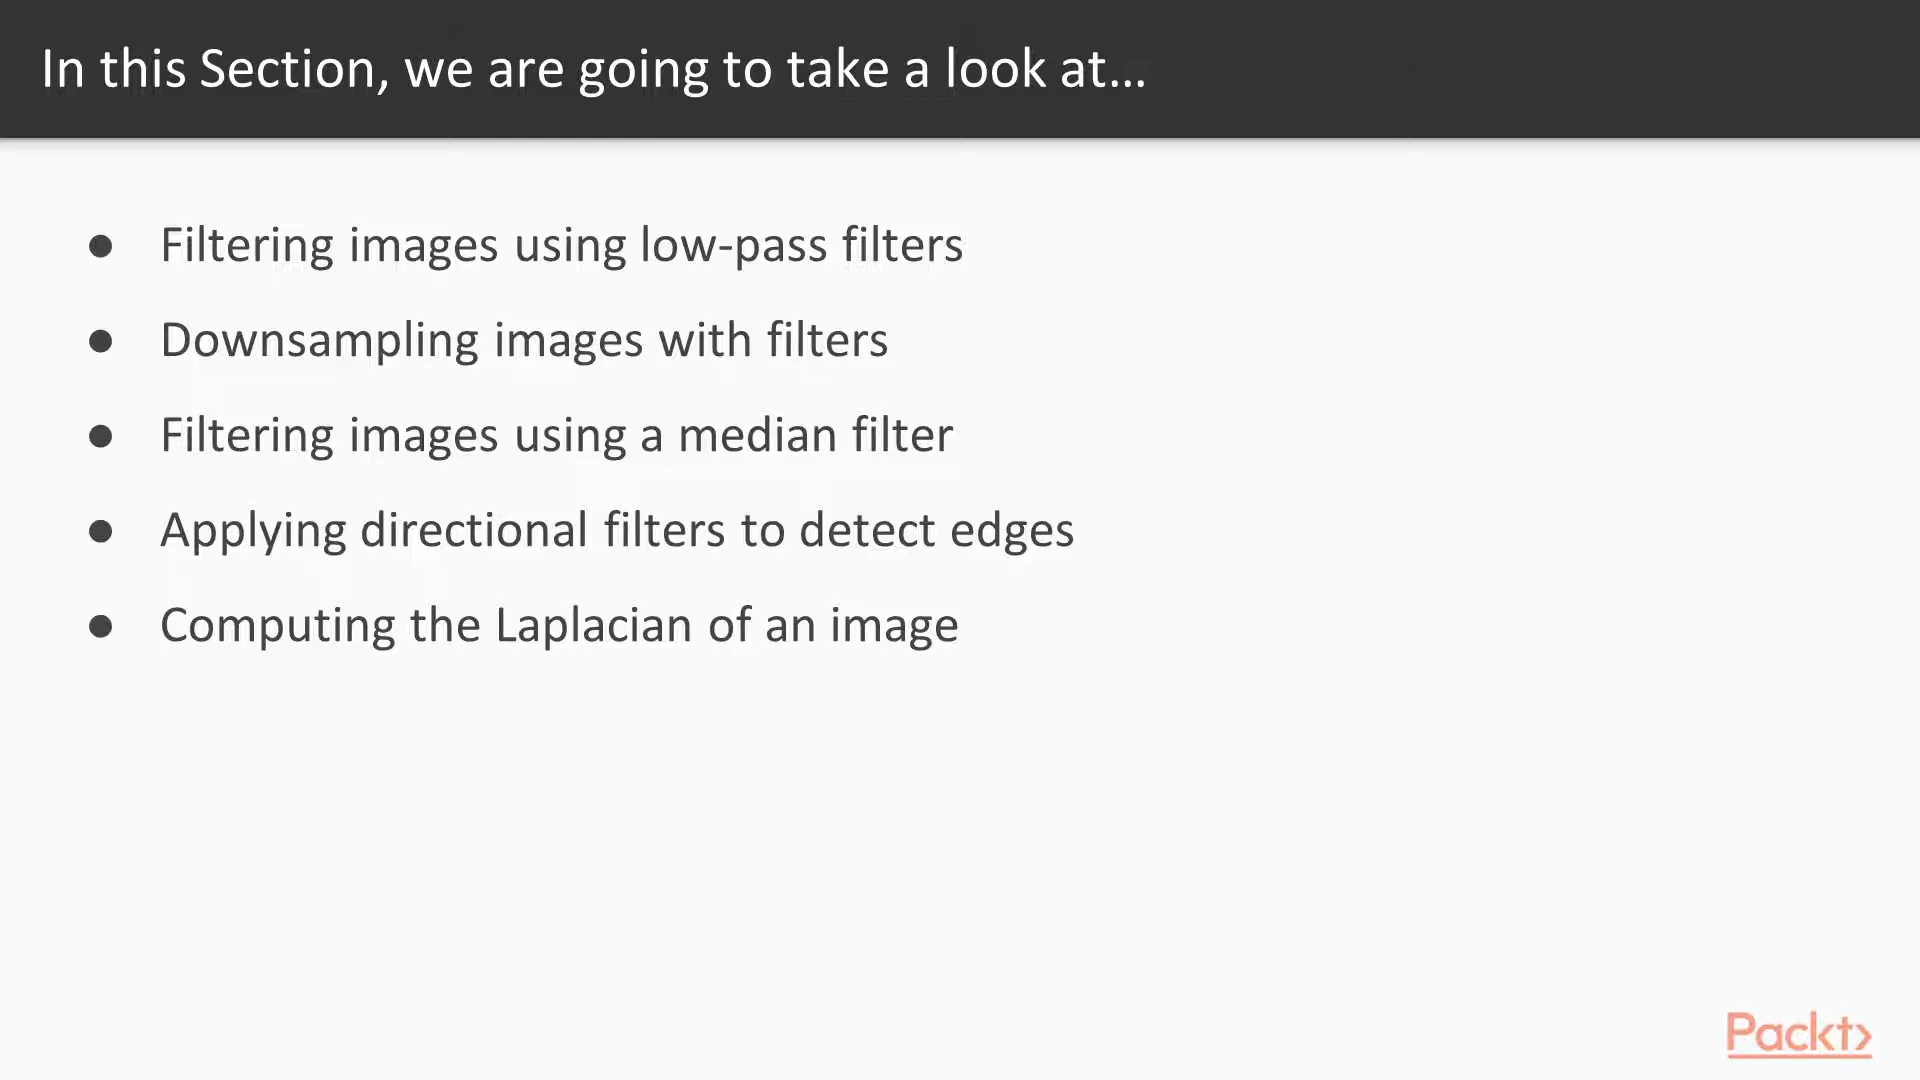 In this Section, we are going to take a look at...
● Filtering images using low-pass filters
● Downsampling images with filters
● Filtering images using a median filter
● Applying directional filters to detect edges
● Computing the Laplacian of an image
Packt>